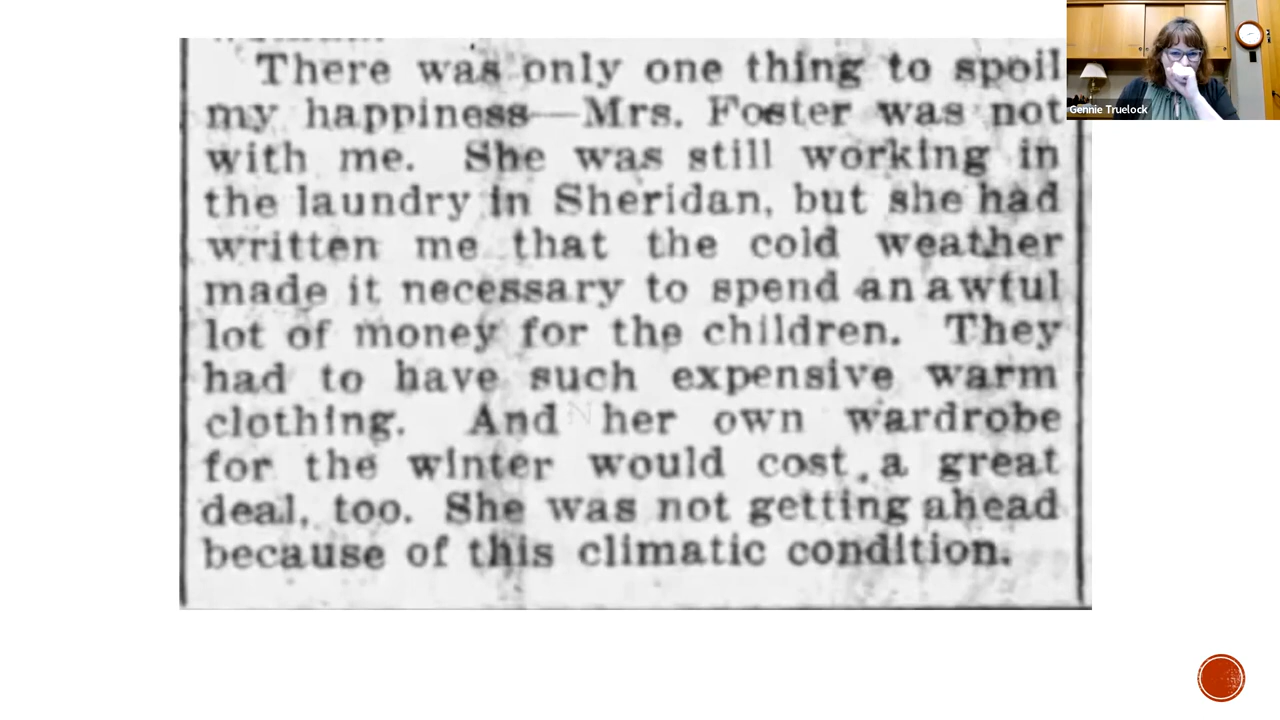 There was only one thing to spoil
my happiness—Mrs. Foster was not
with me. She was still working in
the laundry in Sheridan, but she had
written me that the cold weather
made it necessary to spend an awful
lot of money for the children. They
had to have such expensive warm
clothing. And her own wardrobe
for the winter would cost a great
deal, too. She was not getting ahead
because of this climatic condition.
Gennie Truelock